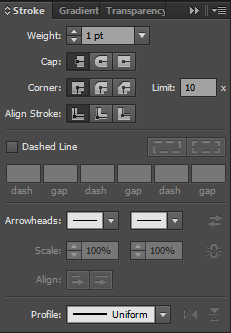 Stroke Gradient Transparency
Weight: 1 pt
Cap:
Corner: Limit: 10 x
Align Stroke:
Dashed Line
dash gap dash gap dash gap
Arrowheads:
Scale: 100% 100%
Align:
Profile: Uniform